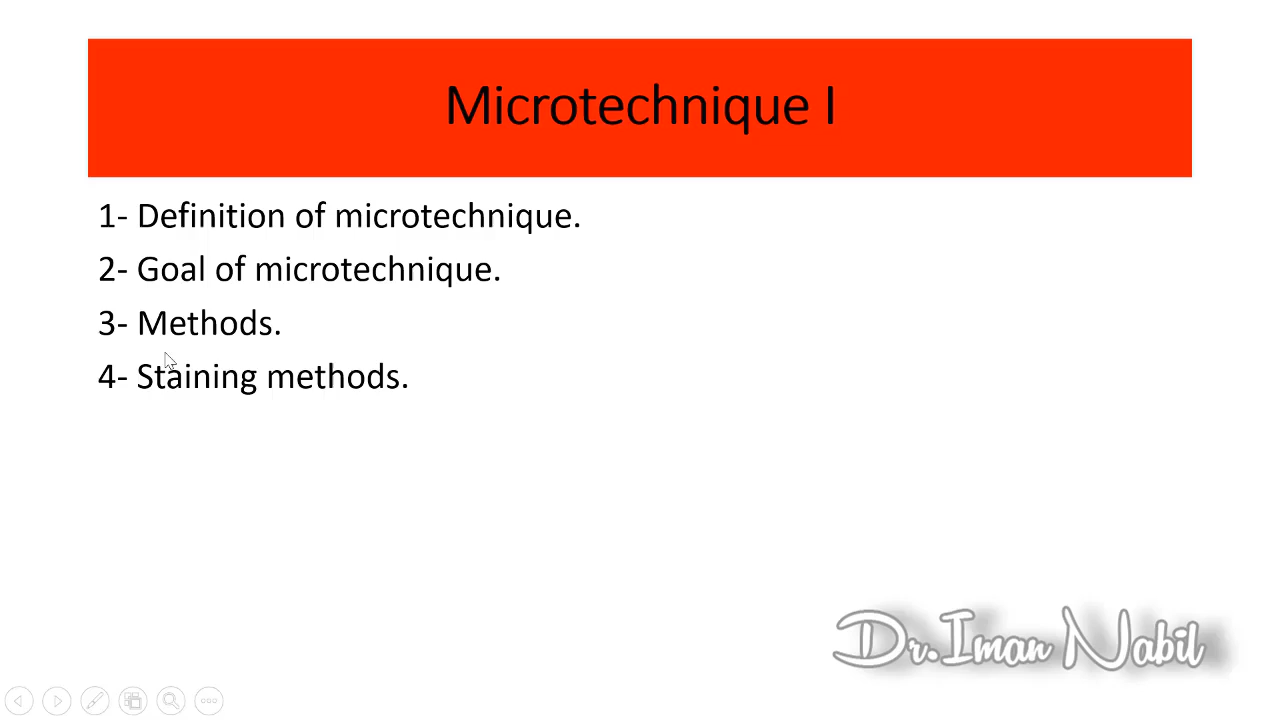 Microtechnique I
1- Definition of microtechnique.
2- Goal of microtechnique.
3- Methods.
4- Staining methods.
Dr.Iman Nabil